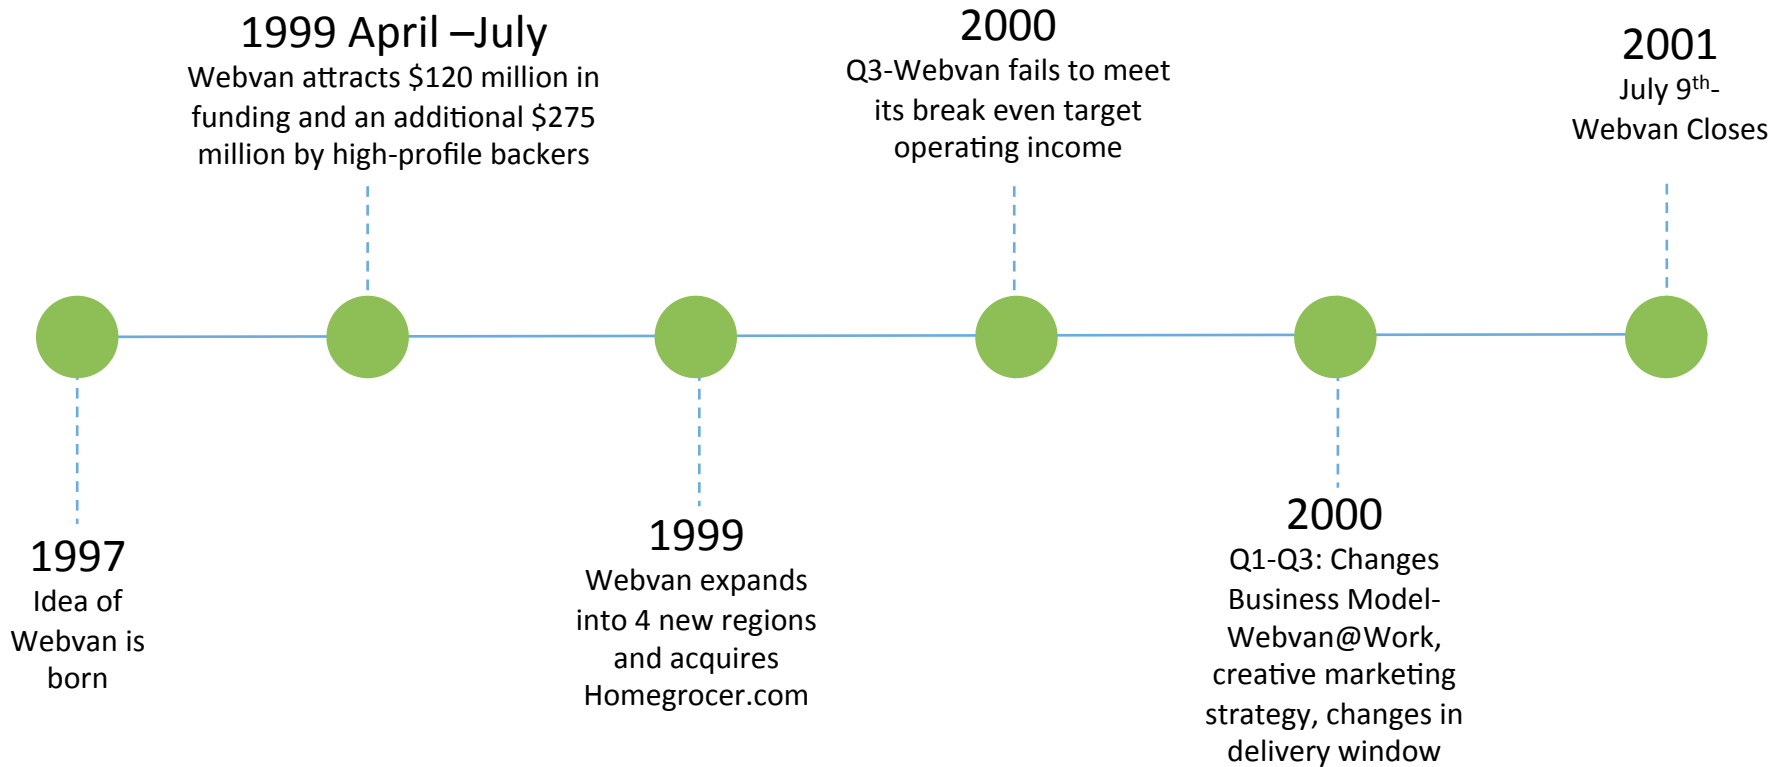 1999 April –July
Webvan attracts $120 million in
funding and an additional $275
million by high-profile backers
2000
Q3-Webvan fails to meet
its break even target
operating income
2001
July 9th-
Webvan Closes
1997
Idea of
Webvan is
born
1999
Webvan expands
into 4 new regions
and acquires
Homegrocer.com
2000
Q1-Q3: Changes
Business Model-
Webvan@Work,
creative marketing
strategy, changes in
delivery window